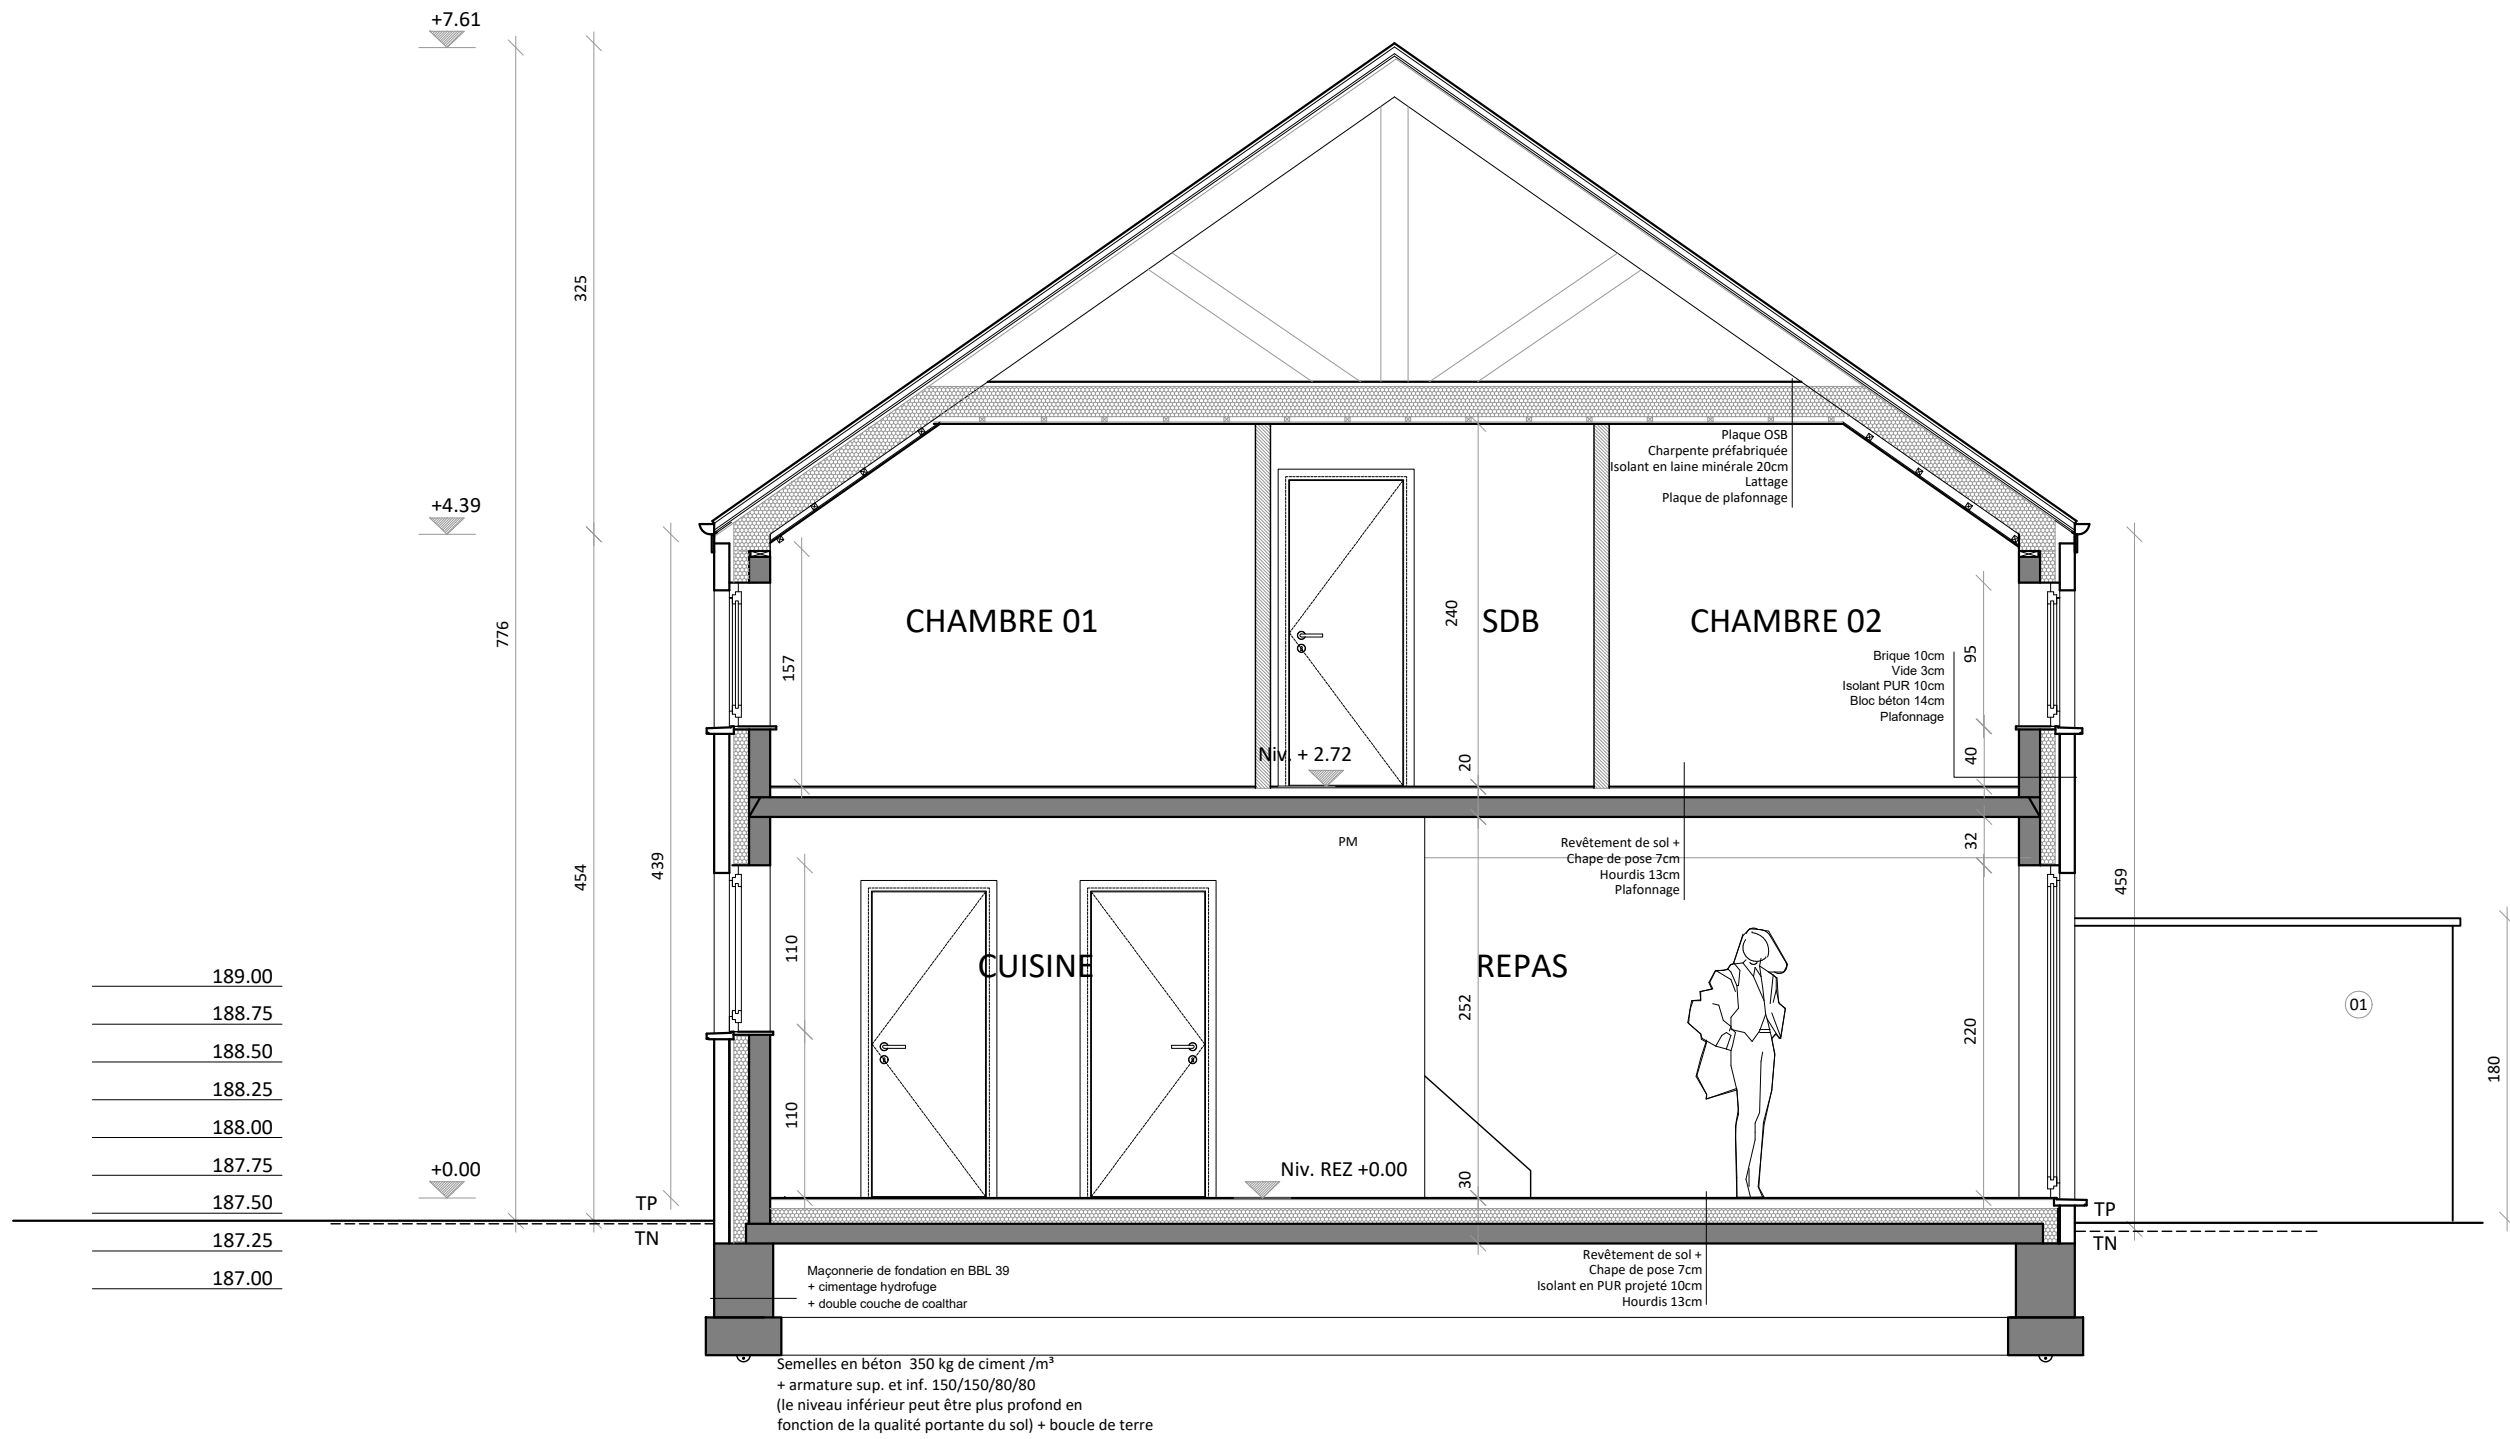 +7.61
325
Plaque OSB
Charpente préfabriquée
Isolant en laine minérale 20cm
Lattage
Plaque de plafonnage
+4.39
776
157
CHAMBRE 01
240
SDB
CHAMBRE 02
95
Brique 10cm
Vide 3cm
Isolant PUR 10cm
Bloc béton 14cm
Plafonnage
Niv. + 2.72
20
40
PM
32
Revêtement de sol +
Chape de pose 7cm
Hourdis 13cm
Plafonnage
454
439
459
110
CUISINE
REPAS
252
220
01
180
110
189.00
188.75
188.50
188.25
188.00
187.75
187.50
187.25
187.00
+0.00
Niv. REZ +0.00
30
TP
TN
TP
TN
Maçonnerie de fondation en BBL 39
+ cimentage hydrofuge
+ double couche de coalthar
Revêtement de sol +
Chape de pose 7cm
Isolant en PUR projeté 10cm
Hourdis 13cm
Semelles en béton 350 kg de ciment /m³
+ armature sup. et inf. 150/150/80/80
(le niveau inférieur peut être plus profond en
fonction de la qualité portante du sol) + boucle de terre